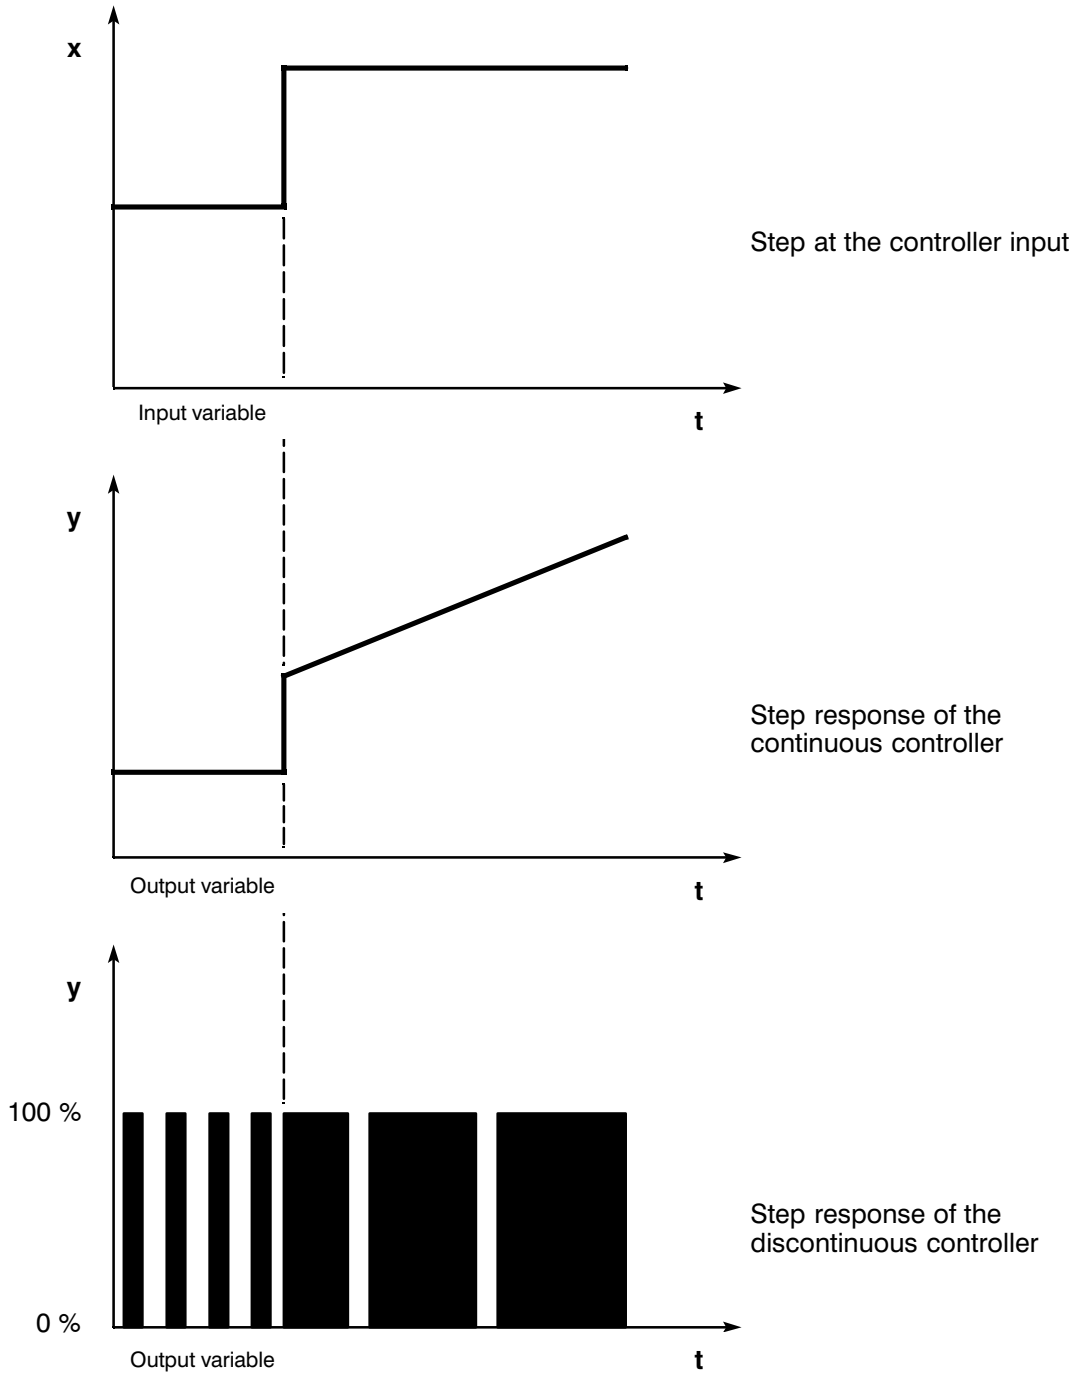 x
Step at the controller input
Input variable
t
y
Step response of the
continuous controller
Output variable
t
y
100 %
Step response of the
discontinuous controller
0 %
Output variable
t